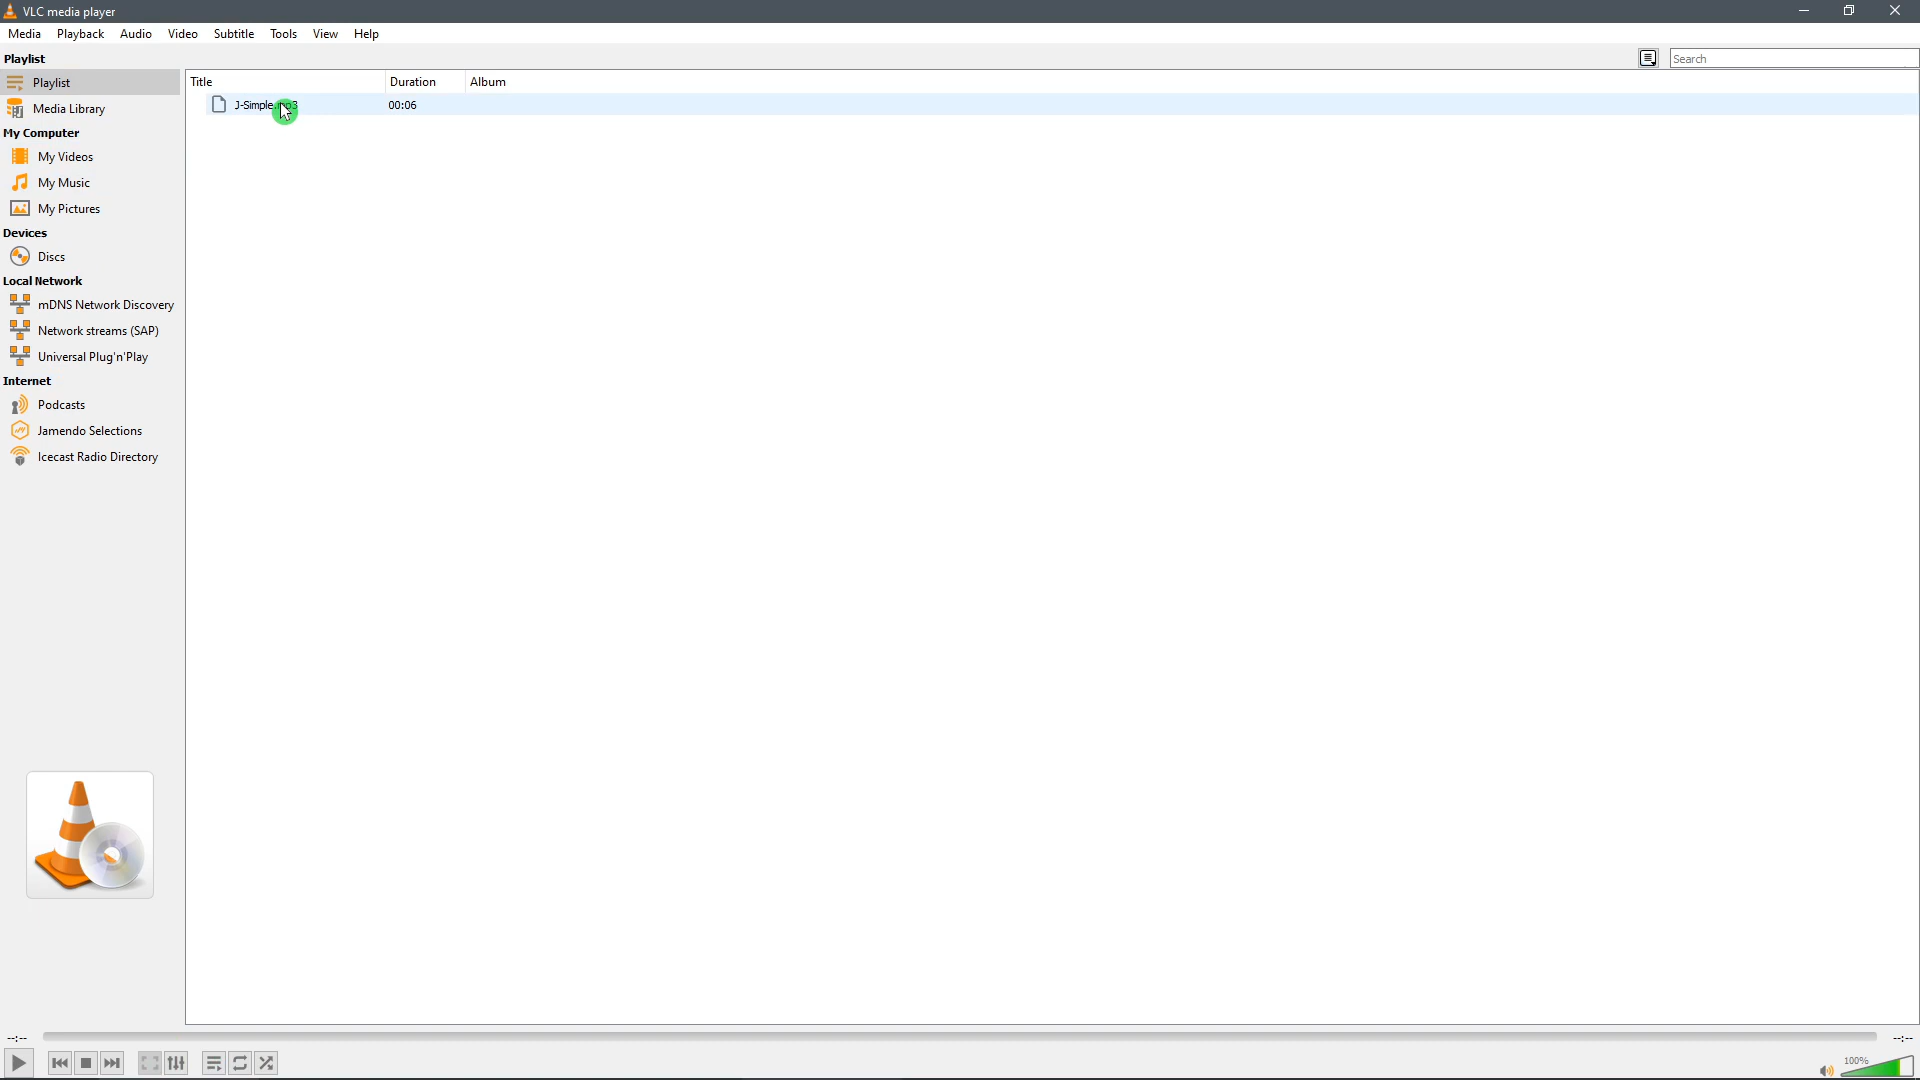 VLC media player
Media Playback Audio Video Subtitle Tools View Help
Playlist
Search
Playlist
Media Library
My Computer
My Videos
My Music
My Pictures
Devices
Discs
Local Network
mDNS Network Discovery
Network streams (SAP)
Universal Plug'n'Play
Internet
Podcasts
Jamendo Selections
Icecast Radio Directory
Title Duration Album
J-Simple.mp3 00:06
--:-- --:--
100%